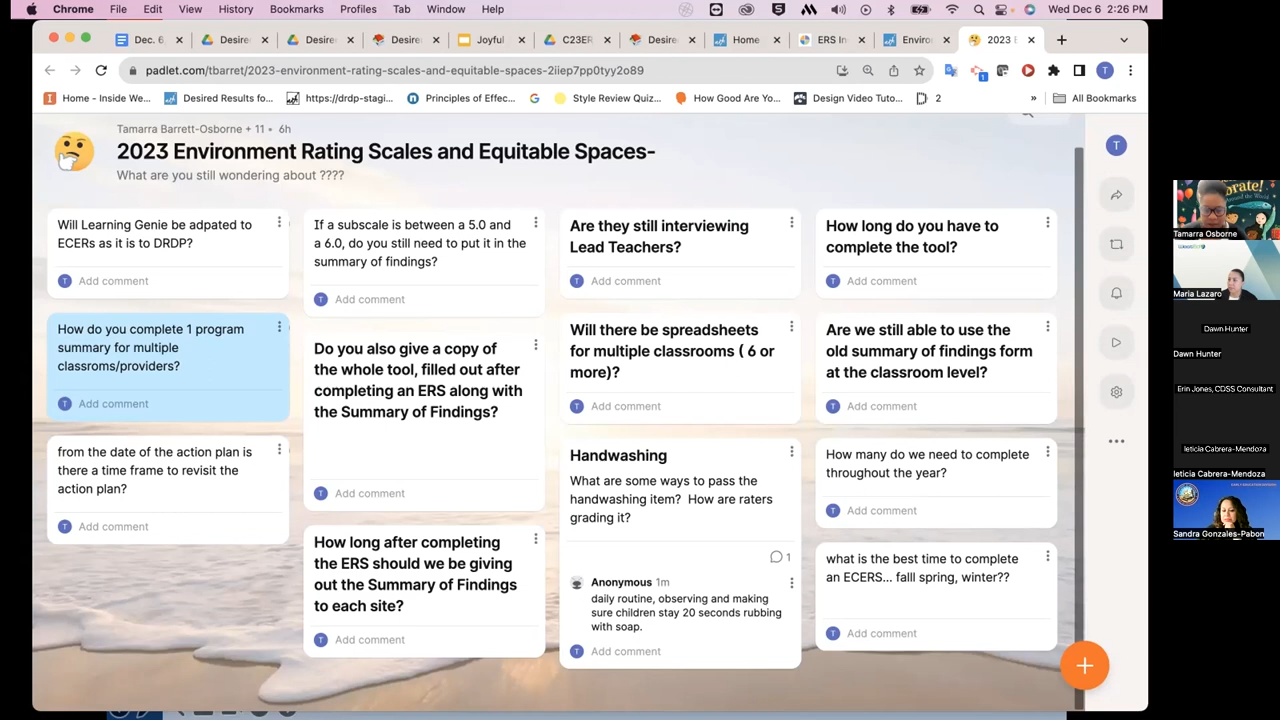 Chrome File Edit View History Bookmarks Profiles Tab Window Help Wed Dec 6 2:26 PM
Dec. 6, Desire Desire Desire Joyful C23ER Desire Home ERS In Enviro 2023 E
padlet.com/tbarret/2023-environment-rating-scales-and-equitable-spaces-2iiep7pp0tyy2o89
Home - Inside We... Desired Results fo... https://drdp-stagi... Principles of Effec... Style Review Quiz... How Good Are Yo... Design Video Tuto... 2 » All Bookmarks
Tamarra Barrett-Osborne + 11 • 6h
2023 Environment Rating Scales and Equitable Spaces-
What are you still wondering about ????
Will Learning Genie be adpated to
ECERs as it is to DRDP?
Add comment
How do you complete 1 program
summary for multiple
classroms/providers?
Add comment
from the date of the action plan is
there a time frame to revisit the
action plan?
Add comment
If a subscale is between a 5.0 and
a 6.0, do you still need to put it in the
summary of findings?
Add comment
Do you also give a copy of
the whole tool, filled out after
completing an ERS along with
the Summary of Findings?
Add comment
How long after completing
the ERS should we be giving
out the Summary of Findings
to each site?
Add comment
Are they still interviewing
Lead Teachers?
Add comment
Will there be spreadsheets
for multiple classrooms ( 6 or
more)?
Add comment
Handwashing
What are some ways to pass the
handwashing item? How are raters
grading it?
1
Anonymous 1m
daily routine, observing and making
sure children stay 20 seconds rubbing
with soap.
Add comment
How long do you have to
complete the tool?
Add comment
Are we still able to use the
old summary of findings form
at the classroom level?
Add comment
How many do we need to complete
throughout the year?
Add comment
what is the best time to complete
an ECERS... falll spring, winter??
Add comment
Tamarra Osborne
Maria Lazaro
Dawn Hunter
Dawn Hunter
Erin Jones, CDSS Consultant
leticia Cabrera-Mendoza
leticia Cabrera-Mendoza
Sandra Gonzales-Pabon